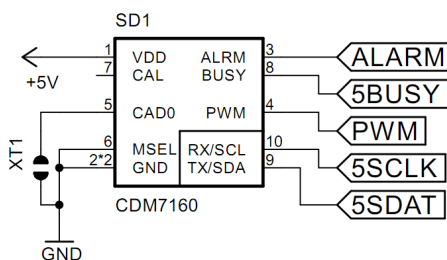 SD1
1 VDD ALRM 3 ALARM
+5V 7 CAL BUSY 8 5BUSY
5 CAD0 PWM 4 PWM
XT1
6 MSEL RX/SCL 10 5SCLK
2*2 GND TX/SDA 9 5SDAT
CDM7160
GND